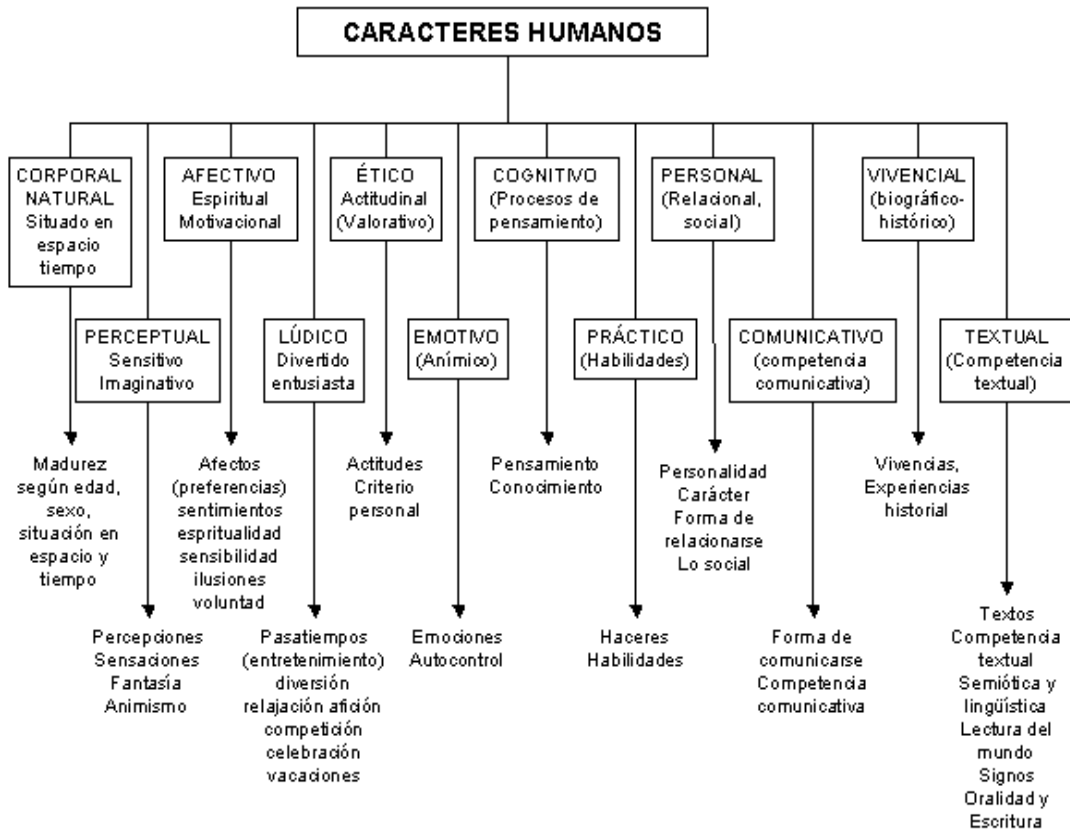 CARACTERES HUMANOS
CORPORAL
NATURAL
Situado en
espacio
tiempo
AFECTIVO
Espiritual
Motivacional
ÉTICO
Actitudinal
(Valorativo)
COGNITIVO
(Procesos de
pensamiento)
PERSONAL
(Relacional,
social)
VIVENCIAL
(biográfico-
histórico)
PERCEPTUAL
Sensitivo
Imaginativo
LÚDICO
Divertido
entusiasta
EMOTIVO
(Anímico)
PRÁCTICO
(Habilidades)
COMUNICATIVO
(competencia
comunicativa)
TEXTUAL
(Competencia
textual)
Madurez
según edad,
sexo,
situación en
espacio y
tiempo
Afectos
(preferencias)
sentimientos
espritualidad
sensibilidad
ilusiones
voluntad
Actitudes
Criterio
personal
Pensamiento
Conocimiento
Personalidad
Carácter
Forma de
relacionarse
Lo social
Vivencias,
Experiencias
historial
Percepciones
Sensaciones
Fantasía
Animismo
Pasatiempos
(entretenimiento)
diversión
relajación afición
competición
celebración
vacaciones
Emociones
Autocontrol
Haceres
Habilidades
Forma de
comunicarse
Competencia
comunicativa
Textos
Competencia
textual
Semiótica y
lingüística
Lectura del
mundo
Signos
Oralidad y
Escritura